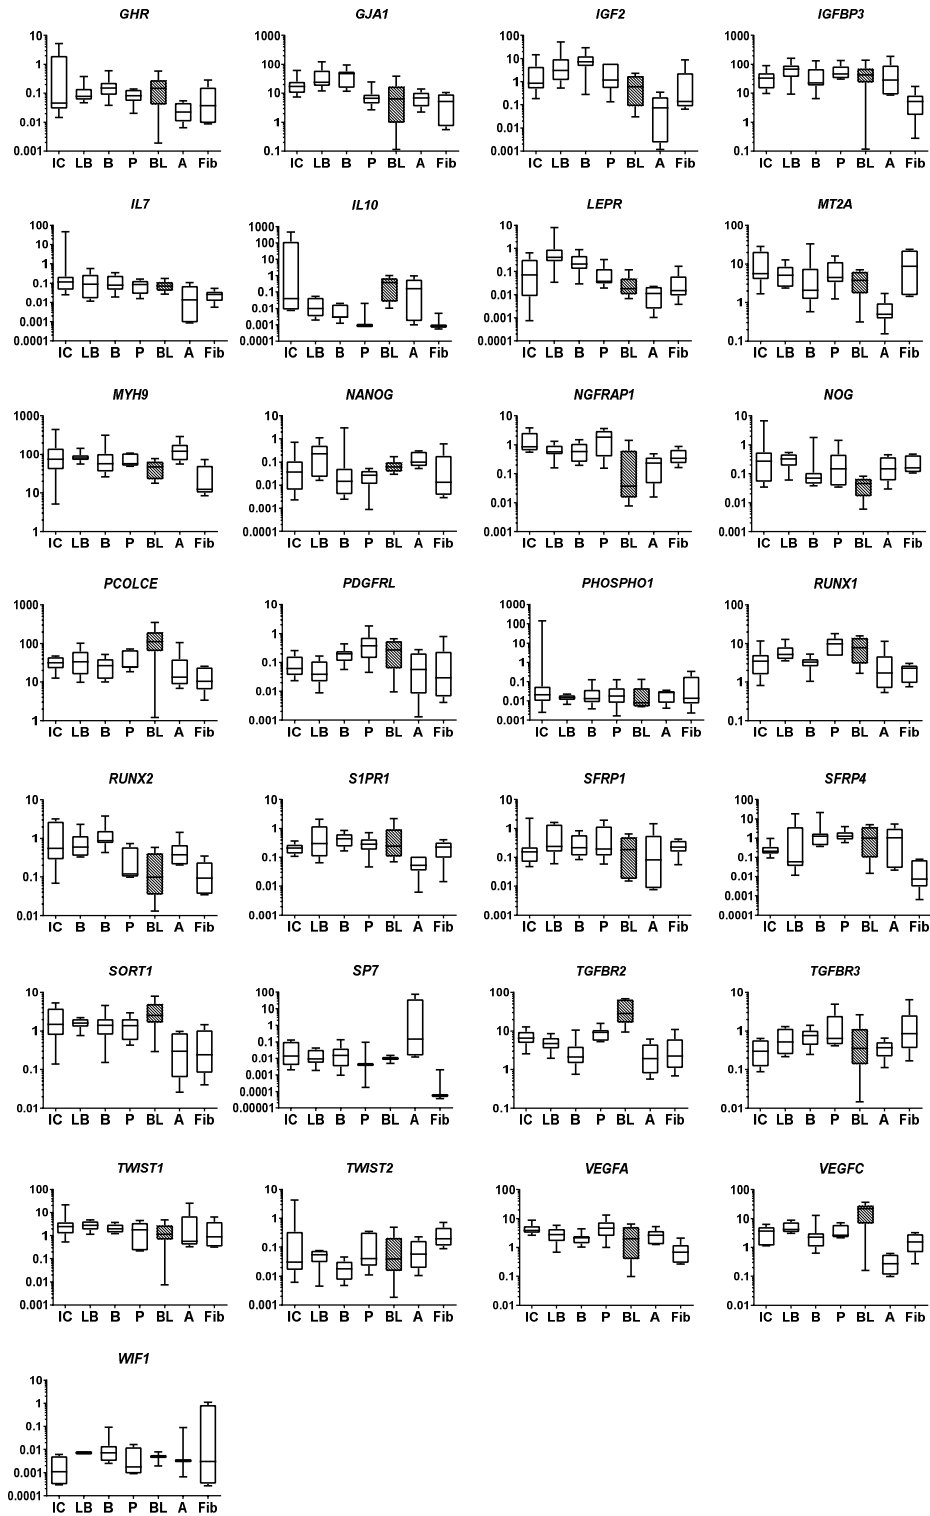 GHR GJA1 IGF2 IGFBP3
10 1000 100 1000
1 100 10 100
0.1 10 1 10
0.01 1 0.1 1
0.001 0.1 0.01 0.1
0.001
IC LB B P BL A Fib IC LB B P BL A Fib IC LB B P BL A Fib IC LB B P BL A Fib
IL7 IL10 LEPR MT2A
100 1000 10 100
10 100 1 10
1 10 0.1 1
0.1 1 0.01 0.1
0.01 0.1 0.001
0.001 0.01 0.0001
0.0001 0.001
0.0001
IC LB B P BL A Fib IC LB B P BL A Fib IC LB B P BL A Fib IC LB B P BL A Fib
MYH9 NANOG NGFRAP1 NOG
1000 10 10 10
100 1 1 1
10 0.1 0.1 0.1
1 0.01 0.01 0.01
0.001 0.001 0.001
0.0001
IC LB B P BL A Fib IC LB B P BL A Fib IC LB B P BL A Fib IC LB B P BL A Fib
PCOLCE PDGFRL PHOSPHO1 RUNX1
1000 10 1000 100
100 1 100 10
10 0.1 10 1
1 0.01 1 0.1
0.001 0.1
0.01
0.001
IC LB B P BL A Fib IC LB B P BL A Fib IC LB B P BL A Fib IC LB B P BL A Fib
RUNX2 S1PR1 SFRP1 SFRP4
10 10 10 100
1 1 1 10
0.1 0.1 0.1 1
0.01 0.01 0.01 0.1
0.001 0.001 0.01
0.001
0.0001
IC B B P BL A Fib IC LB B P BL A Fib IC LB B P BL A Fib IC LB B P BL A Fib
SORT1 SP7 TGFBR2 TGFBR3
10 100 100 10
1 10 10 1
0.1 1 1 0.1
0.01 0.1 0.1 0.01
0.01
0.001
0.0001
0.00001
IC LB B P BL A Fib IC LB B P BL A Fib IC LB B P BL A Fib IC LB B P BL A Fib
TWIST1 TWIST2 VEGFA VEGFC
100 10 100 100
10 1 10 10
1 0.1 1 1
0.1 0.01 0.1 0.1
0.01 0.001 0.01 0.01
0.001
IC LB B P BL A Fib IC LB B P BL A Fib IC LB B P BL A Fib IC LB B P BL A Fib
WIF1
10
1
0.1
0.01
0.001
0.0001
IC LB B P BL A Fib